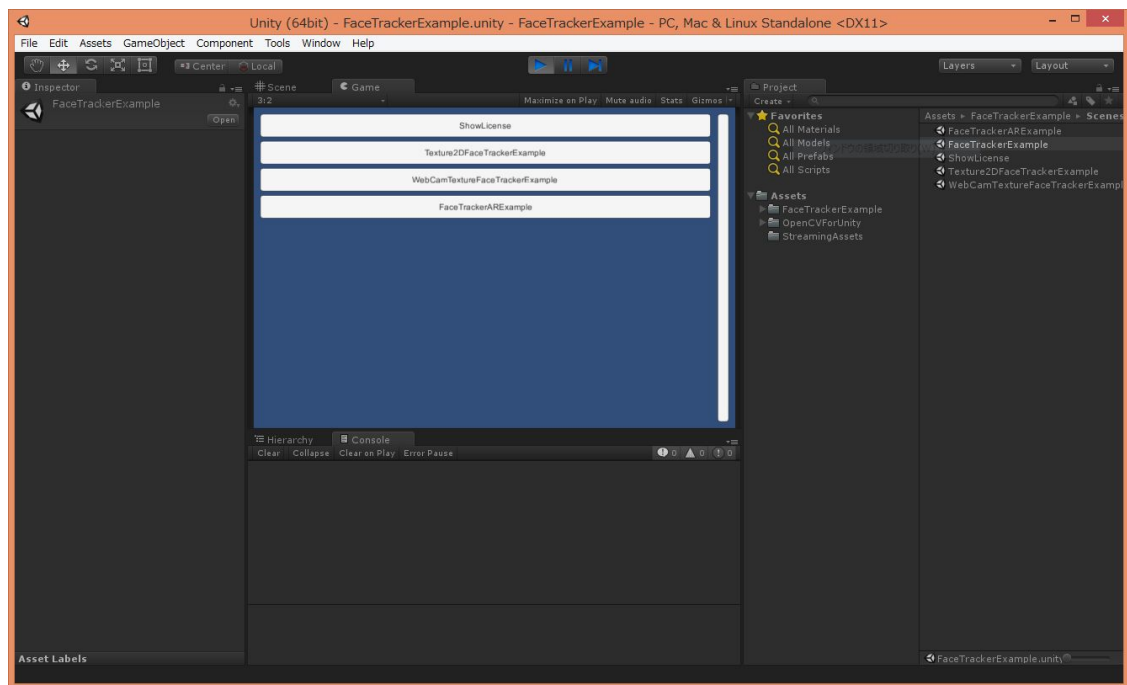 Unity (64bit) - FaceTrackerExample.unity - FaceTrackerExample - PC, Mac & Linux Standalone <DX11>
File Edit Assets GameObject Component Tools Window Help
Center Local Layers Layout
Inspector
FaceTrackerExample
Open
Scene Game
3:2 Maximize on Play Mute audio Stats Gizmos
ShowLicense
Texture2DFaceTrackerExample
WebCamTextureFaceTrackerExample
FaceTrackerARExample
Hierarchy Console
Clear Collapse Clear on Play Error Pause 0 0 0
Project
Create
Favorites
All Materials
All Models
All Prefabs
All Scripts
Assets
FaceTrackerExample
OpenCVForUnity
StreamingAssets
Assets ▸ FaceTrackerExample ▸ Scenes
FaceTrackerARExample
FaceTrackerExample
ShowLicense
Texture2DFaceTrackerExample
WebCamTextureFaceTrackerExampl
Asset Labels
FaceTrackerExample.unity